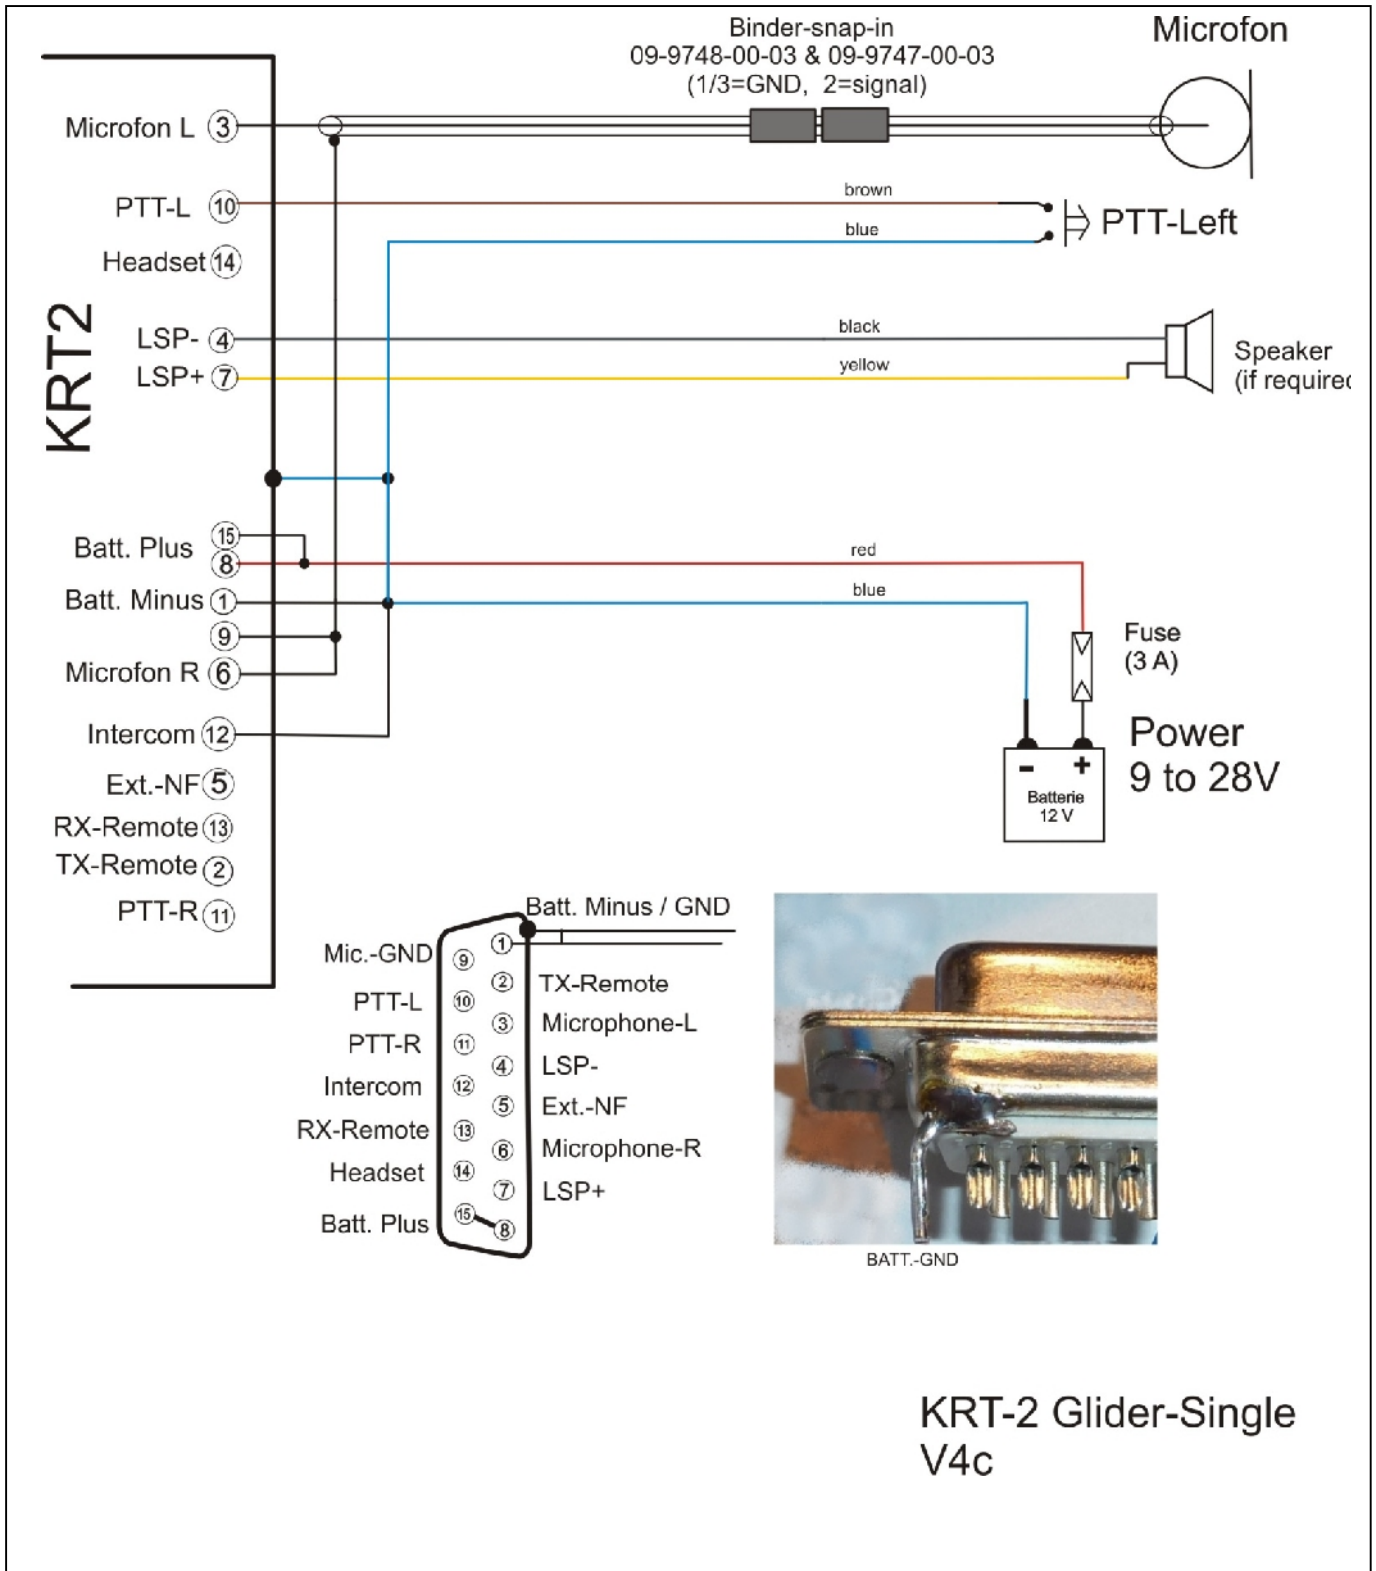 Binder-snap-in
09-9748-00-03 & 09-9747-00-03
(1/3=GND, 2=signal)
Microfon
Microfon L 3
PTT-L 10
brown
blue
PTT-Left
Headset 14
KRT2
LSP- 4
black
LSP+ 7
yellow
Speaker
(if require
Batt. Plus
15
8
red
Batt. Minus 1
blue
9
Microfon R 6
Fuse
(3 A)
Intercom 12
Power
9 to 28V
- +
Batterie
12 V
Ext.-NF 5
RX-Remote 13
TX-Remote 2
PTT-R 11
Batt. Minus / GND
Mic.-GND
9
1
2
TX-Remote
PTT-L
10
3
Microphone-L
PTT-R
11
4
LSP-
Intercom
12
5
Ext.-NF
RX-Remote
13
6
Microphone-R
Headset
14
7
LSP+
Batt. Plus
15
8
BATT.-GND
KRT-2 Glider-Single
V4c